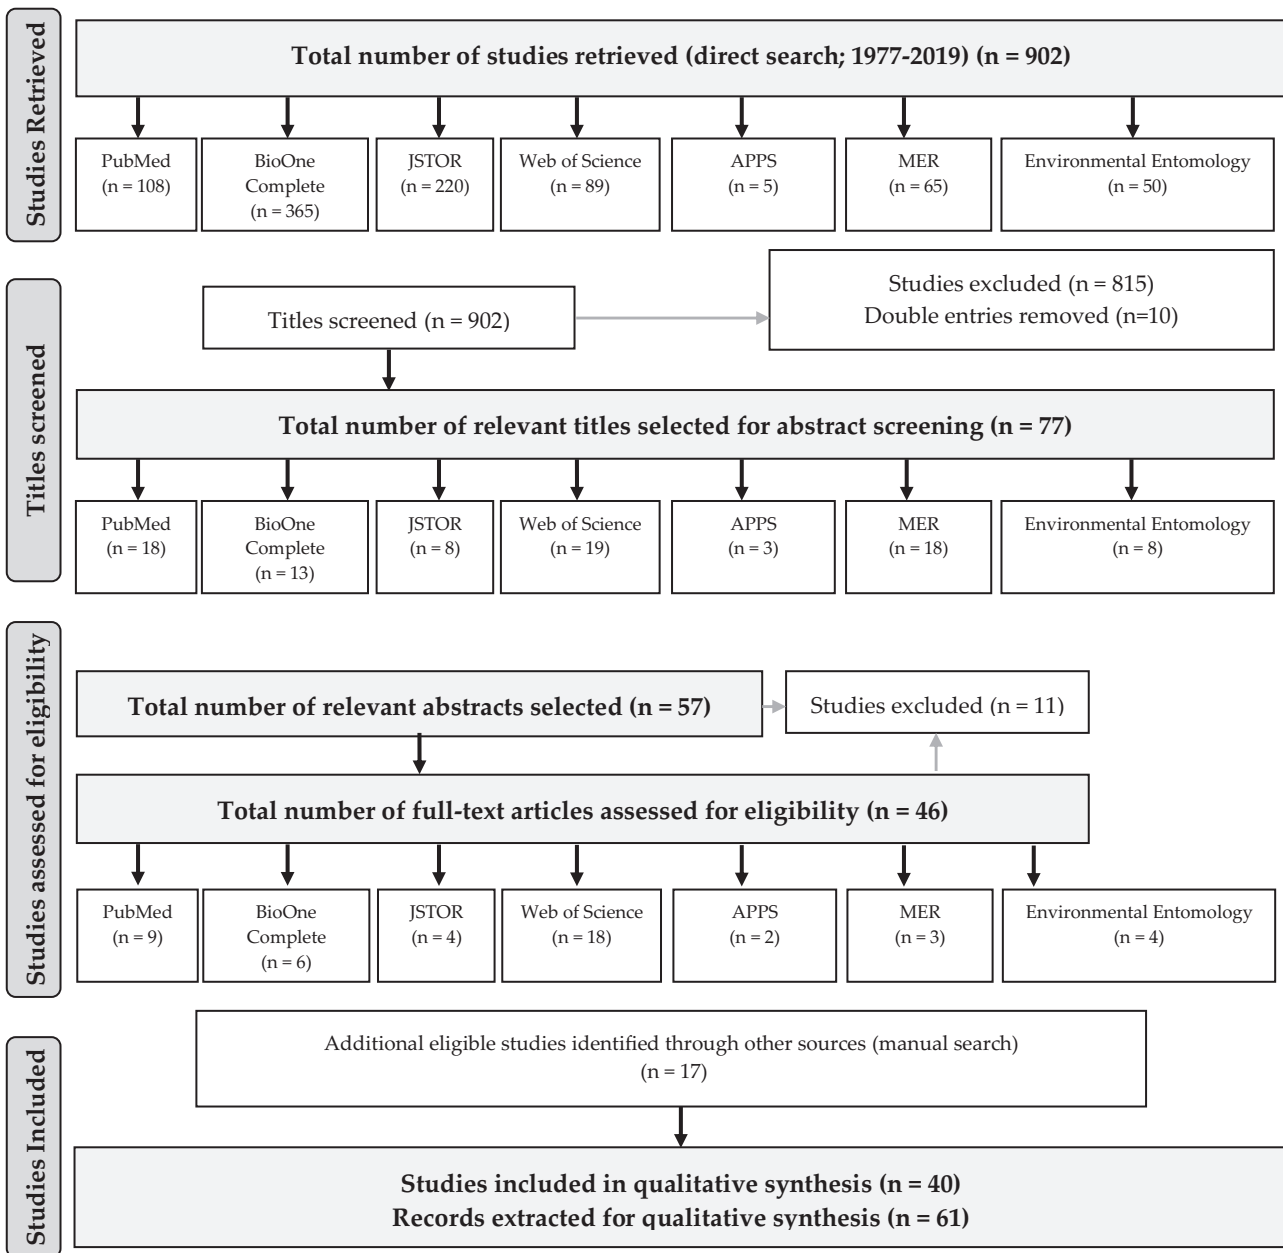 Studies Retrieved
Total number of studies retrieved (direct search; 1977-2019) (n = 902)
PubMed
(n = 108)
BioOne
Complete
(n = 365)
JSTOR
(n = 220)
Web of Science
(n = 89)
APPS
(n = 5)
MER
(n = 65)
Environmental Entomology
(n = 50)
Titles screened
Titles screened (n = 902)
Studies excluded (n = 815)
Double entries removed (n=10)
Total number of relevant titles selected for abstract screening (n = 77)
PubMed
(n = 18)
BioOne
Complete
(n = 13)
JSTOR
(n = 8)
Web of Science
(n = 19)
APPS
(n = 3)
MER
(n = 18)
Environmental Entomology
(n = 8)
Studies assessed for eligibility
Total number of relevant abstracts selected (n = 57)
Studies excluded (n = 11)
Total number of full-text articles assessed for eligibility (n = 46)
PubMed
(n = 9)
BioOne
Complete
(n = 6)
JSTOR
(n = 4)
Web of Science
(n = 18)
APPS
(n = 2)
MER
(n = 3)
Environmental Entomology
(n = 4)
Studies Included
Additional eligible studies identified through other sources (manual search)
(n = 17)
Studies included in qualitative synthesis (n = 40)
Records extracted for qualitative synthesis (n = 61)